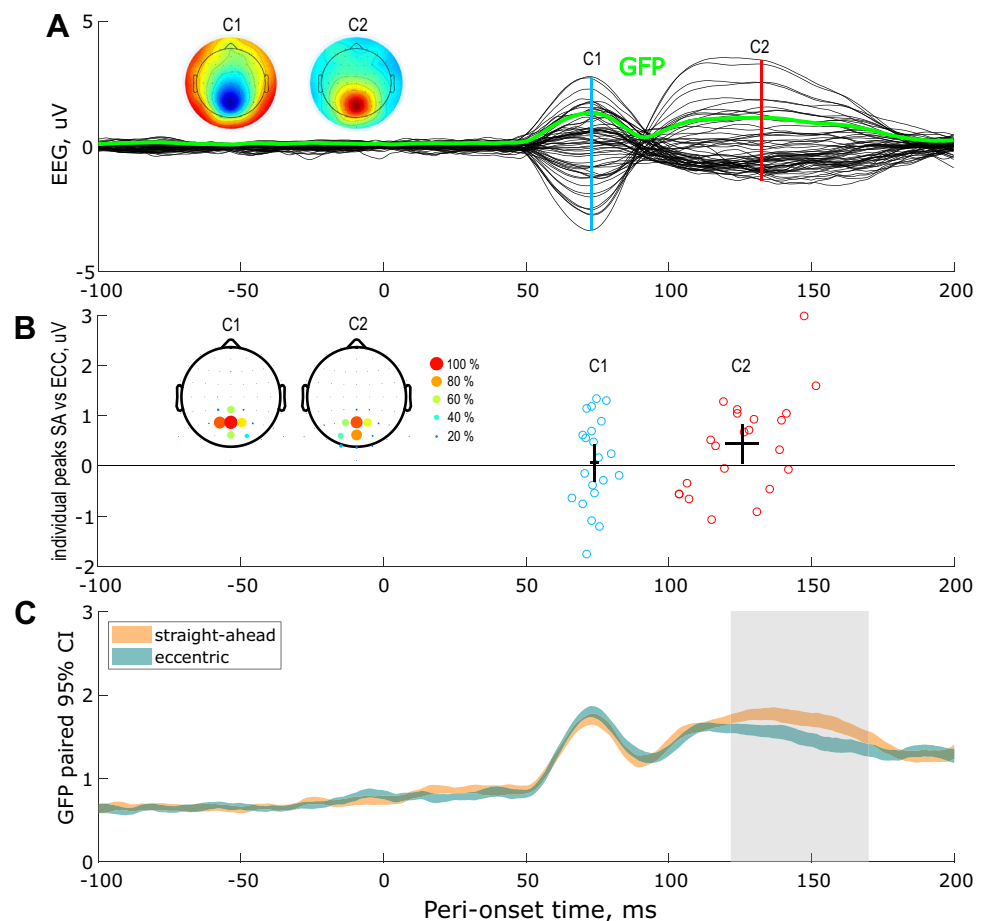 A
C1
C2
C1
C2
GFP
EEG, uV
5
0
-5
-100
-50
0
50
100
150
200
B
C1
C2
C1
C2
100 %
80 %
60 %
40 %
20 %
individual peaks SA vs ECC, uV
3
2
1
0
-1
-2
-100
-50
0
50
100
150
200
C
straight-ahead
eccentric
GFP paired 95% CI
3
2
1
0
-100
-50
0
50
100
150
200
Peri-onset time, ms